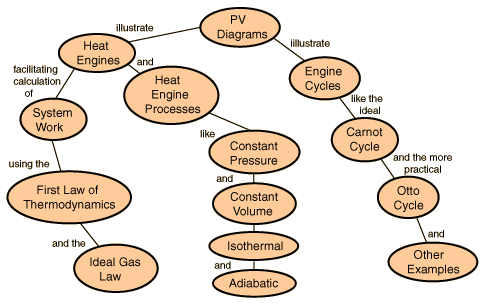 PV
Diagrams
illustrate
iillustrate
Heat
Engines
and
facilitating
calculation
of
Heat
Engine
Processes
Engine
Cycles
like the
ideal
System
Work
like
Carnot
Cycle
using the
Constant
Pressure
and the more
practical
First Law of
Thermodynamics
and
Constant
Volume
Otto
Cycle
and the
Isothermal
and
Ideal Gas
Law
and
Adiabatic
Other
Examples